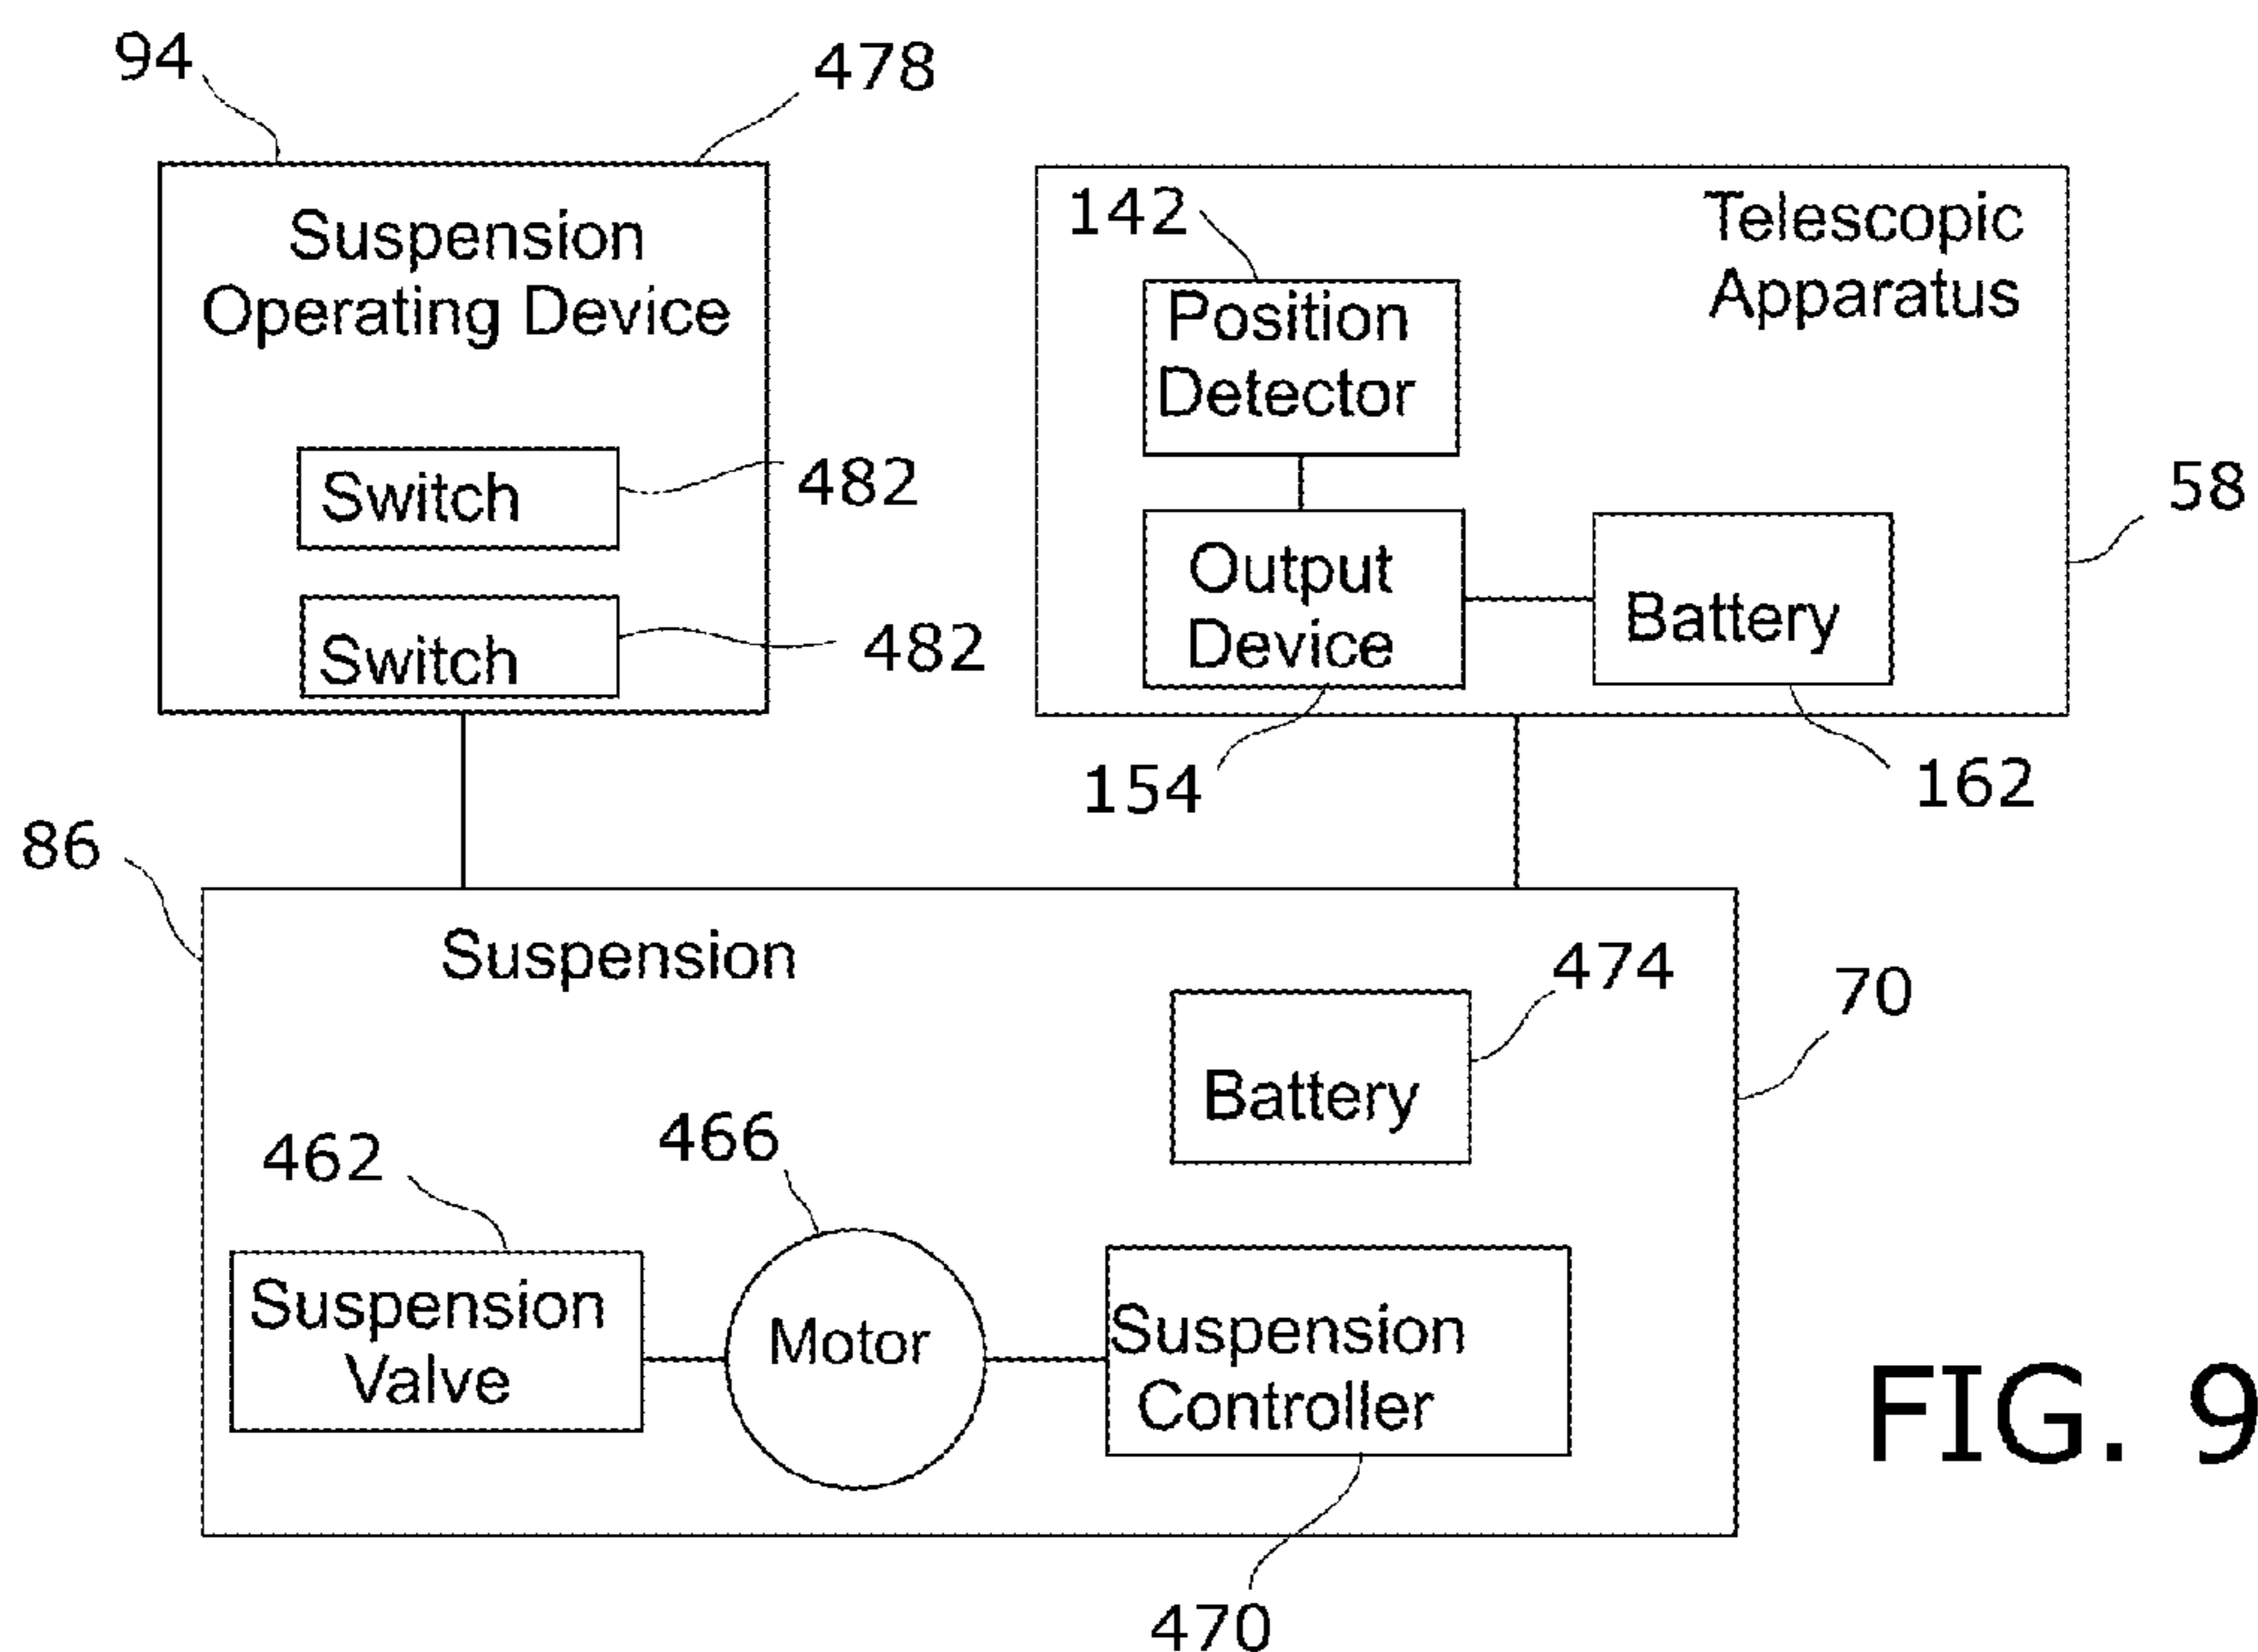 94
478
Suspension
Operating Device
Switch
482
Switch
482
142
Telescopic
Apparatus
Position
Detector
58
Output
Device
Battery
154
162
86
Suspension
474
70
Battery
462
466
Suspension
Valve
Motor
Suspension
Controller
470
FIG. 9